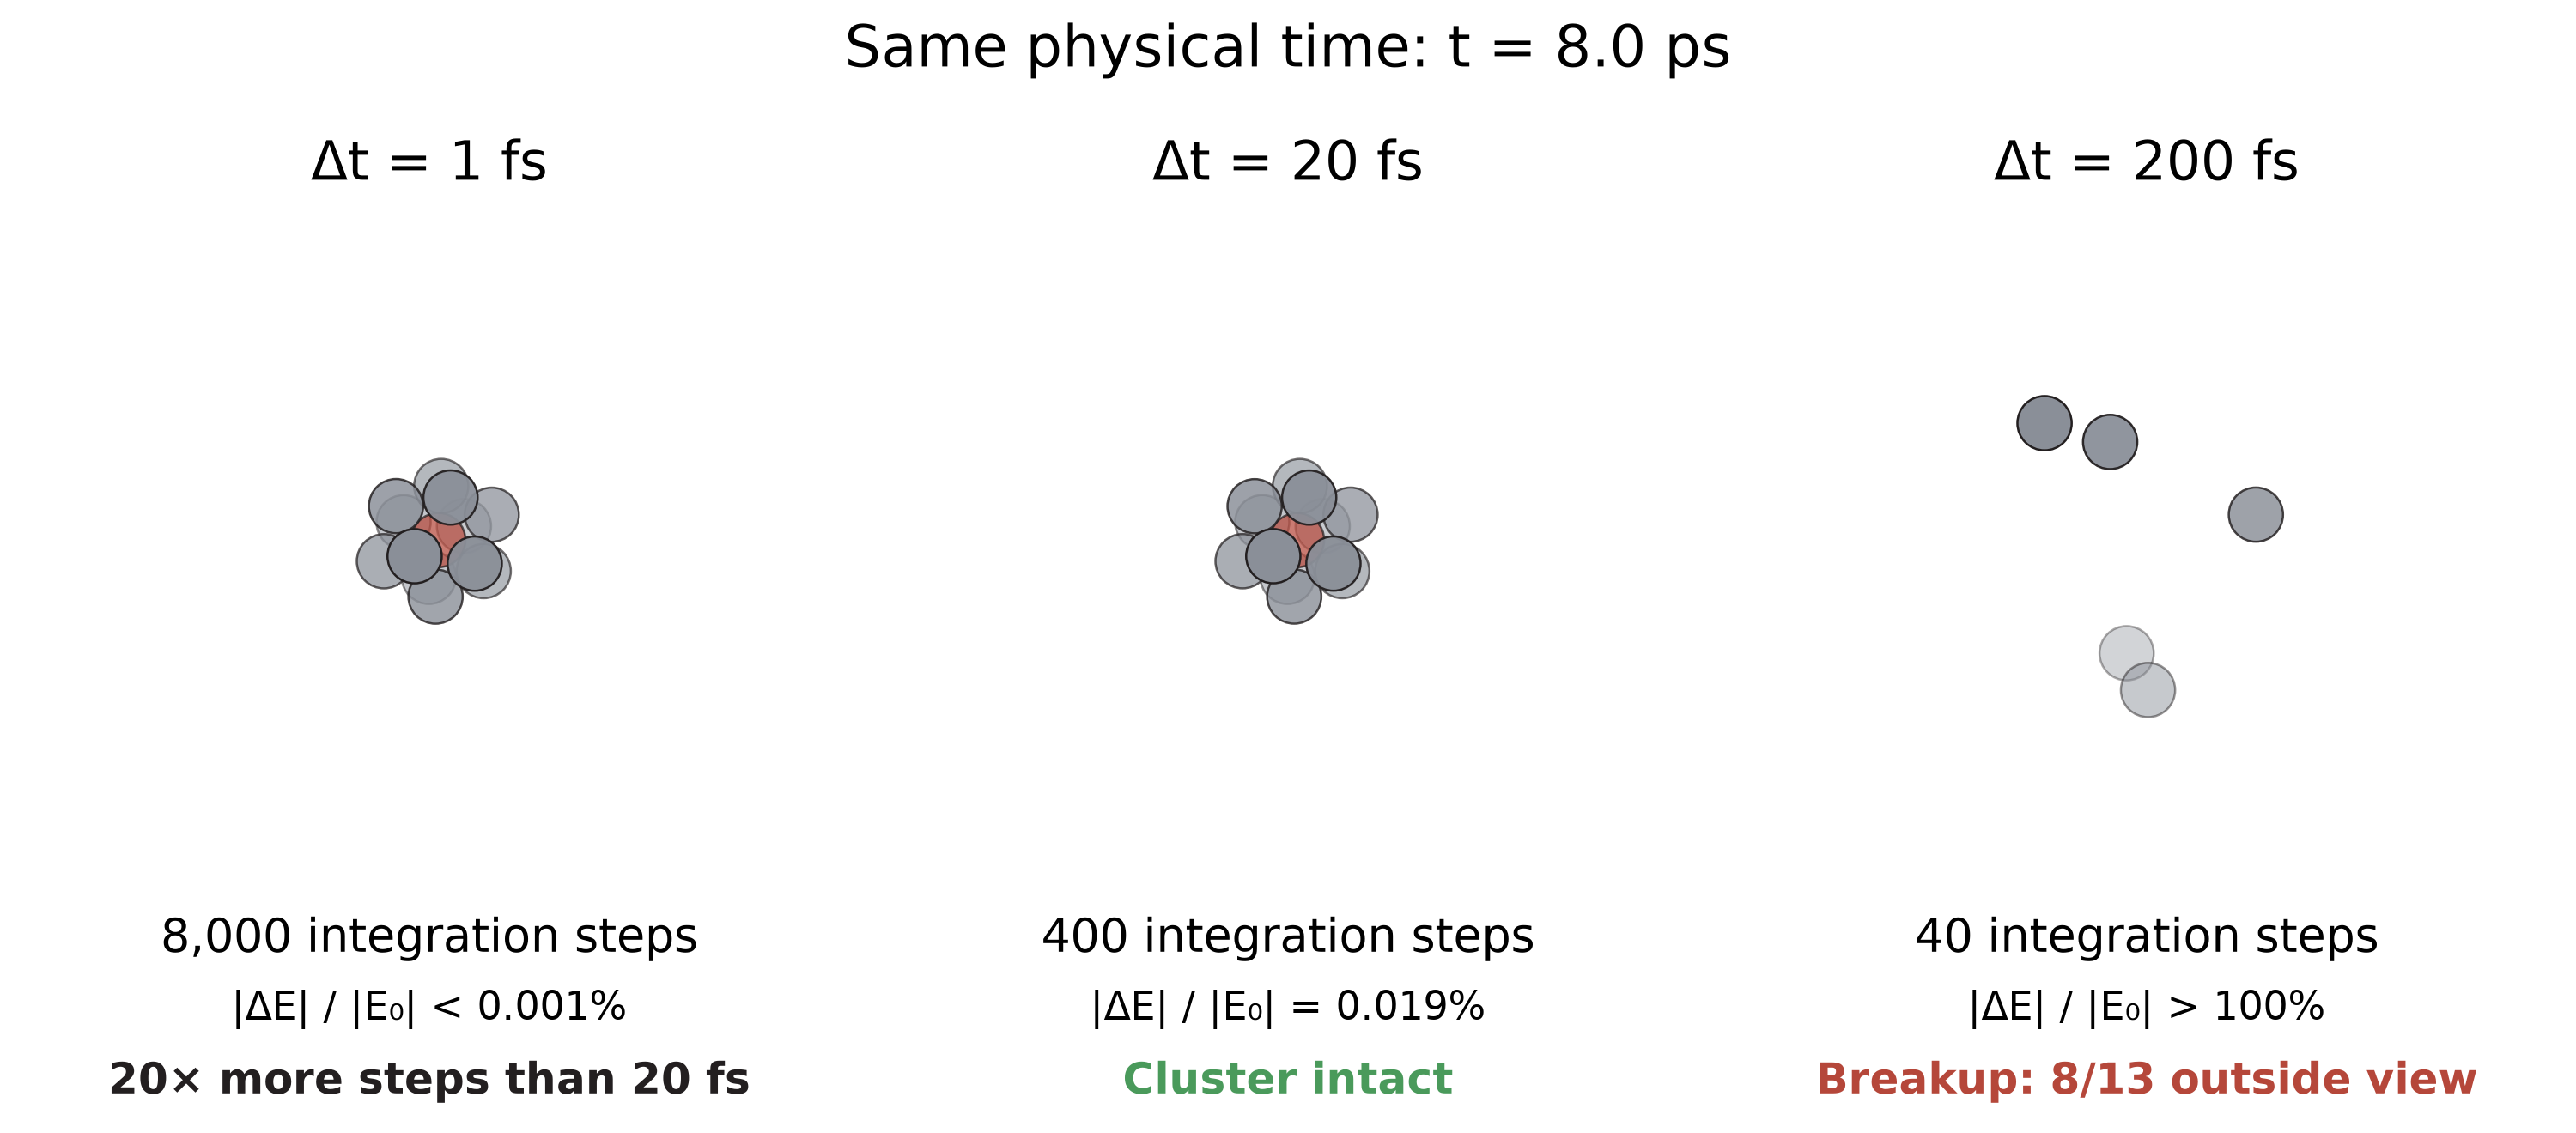 Same physical time: t = 8.0 ps
Δt = 1 fs
Δt = 20 fs
Δt = 200 fs
8,000 integration steps
|ΔE| / |E₀| < 0.001%
20× more steps than 20 fs
400 integration steps
|ΔE| / |E₀| = 0.019%
Cluster intact
40 integration steps
|ΔE| / |E₀| > 100%
Breakup: 8/13 outside view